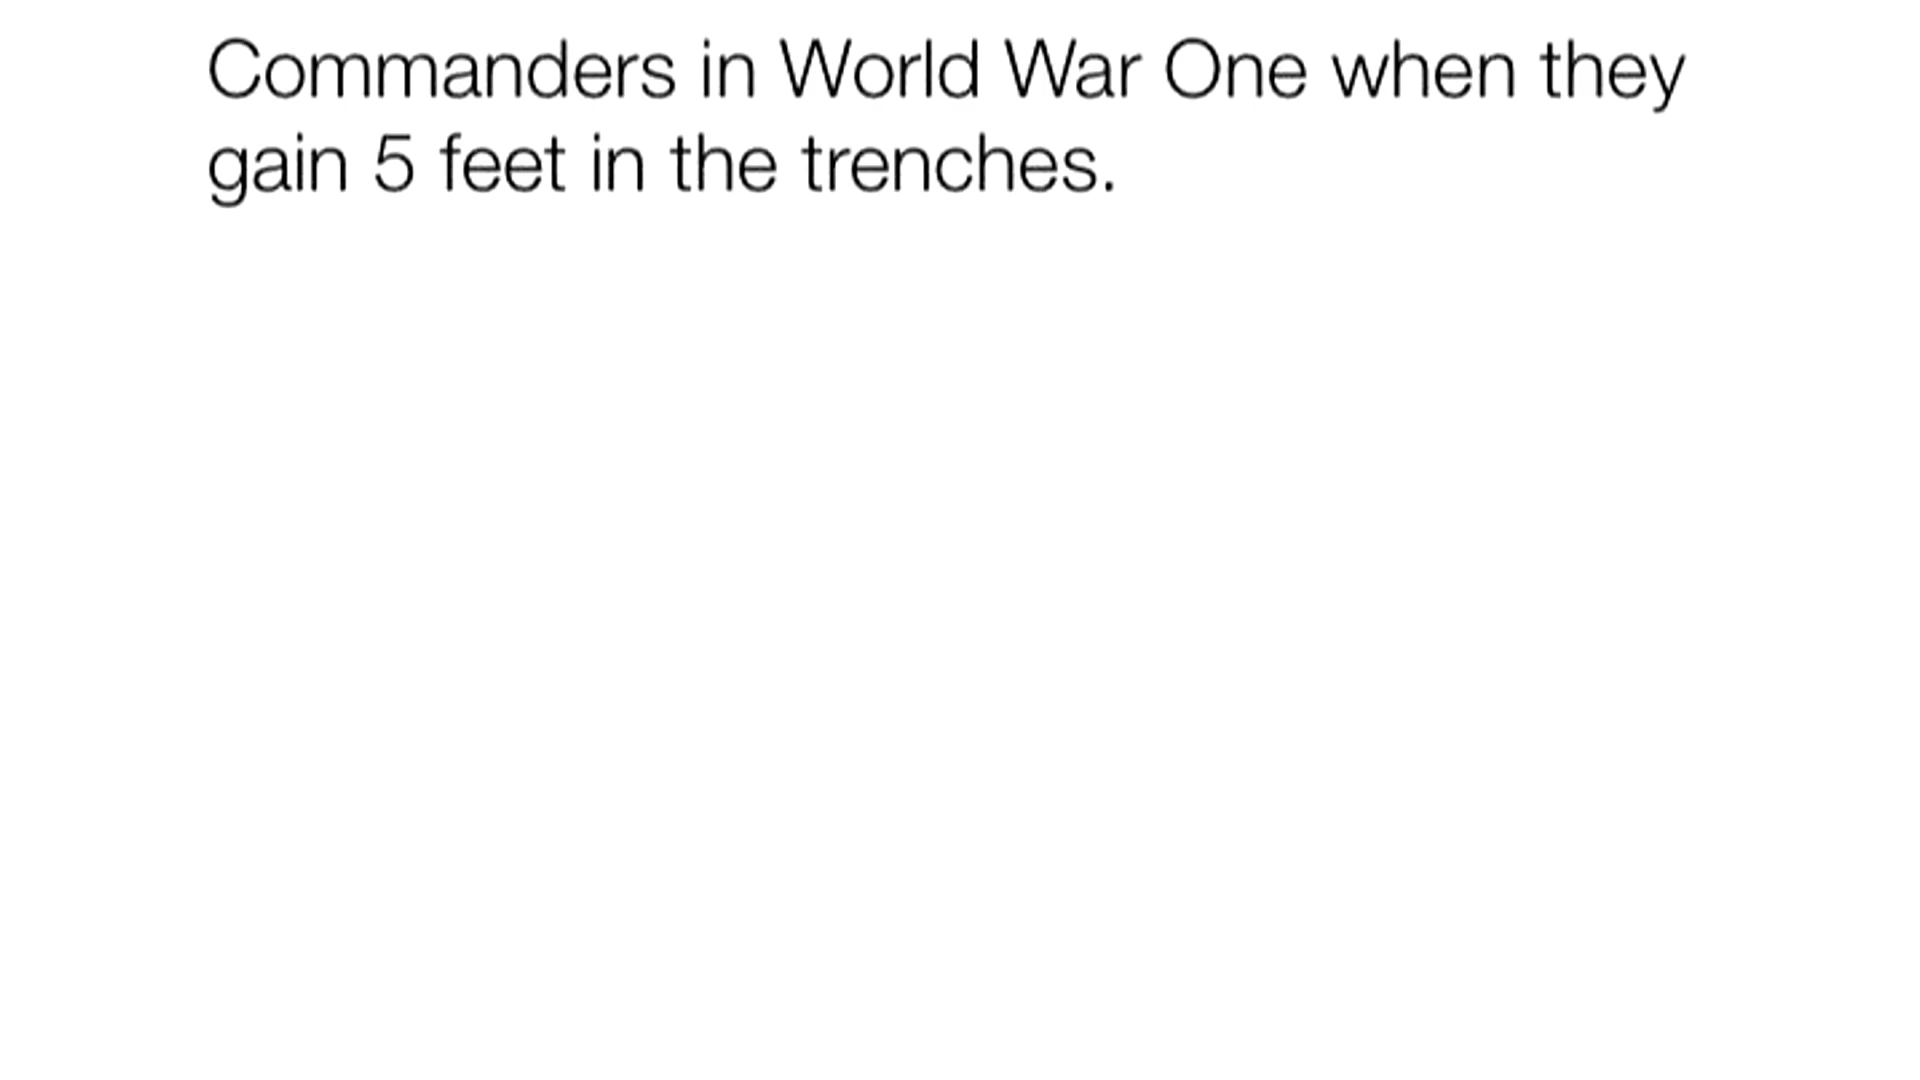 Commanders in World War One when they
gain 5 feet in the trenches.